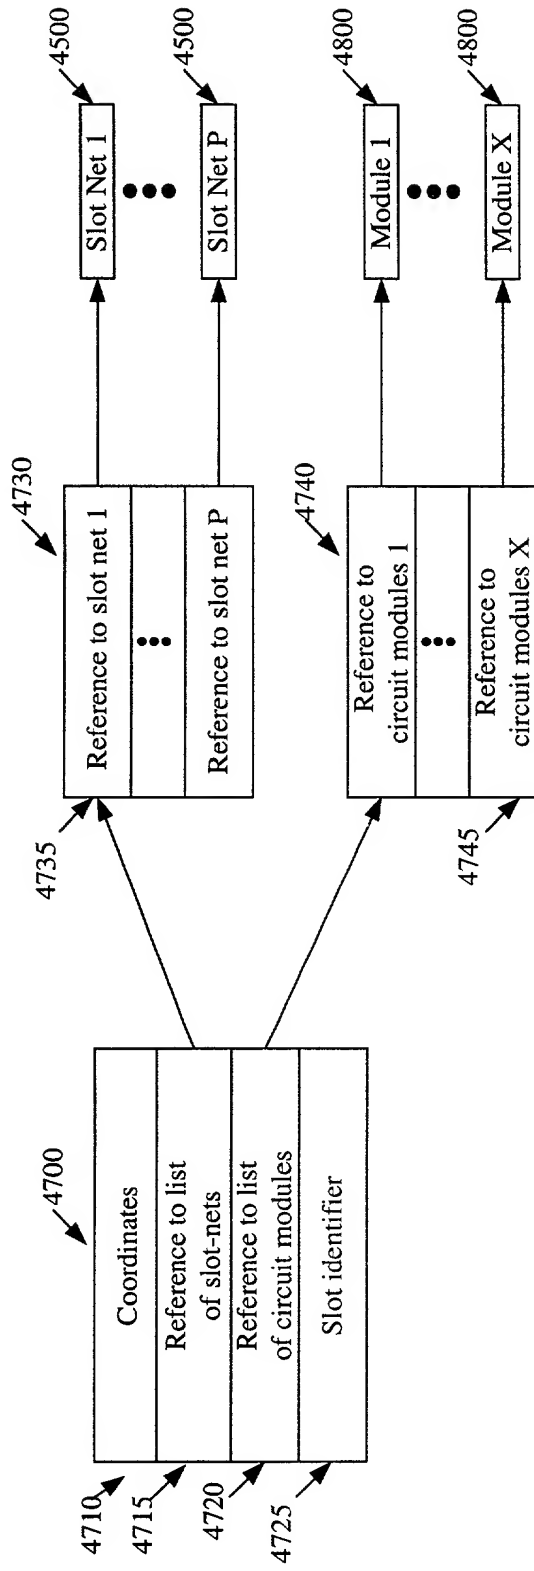 4700
4710
Coordinates
4715
Reference to list
of slot-nets
4720
Reference to list
of circuit modules
4725
Slot identifier
4730
4735
Reference to slot net 1
Reference to slot net P
4740
Reference to
circuit modules 1
4745
Reference to
circuit modules X
4500
Slot Net 1
4500
Slot Net P
4800
Module 1
4800
Module X